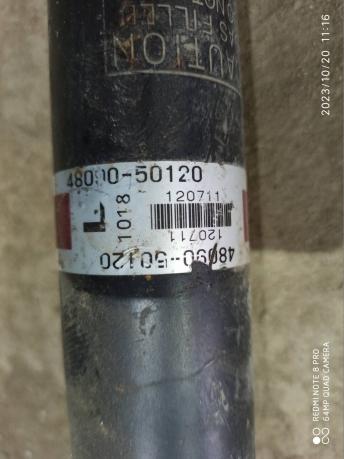 CAUTION
48090-50120
L
1018
120711
120711
48090-50120
2023/10/20 11:16
REDMI NOTE 8 PRO
64MP QUAD CAMERA